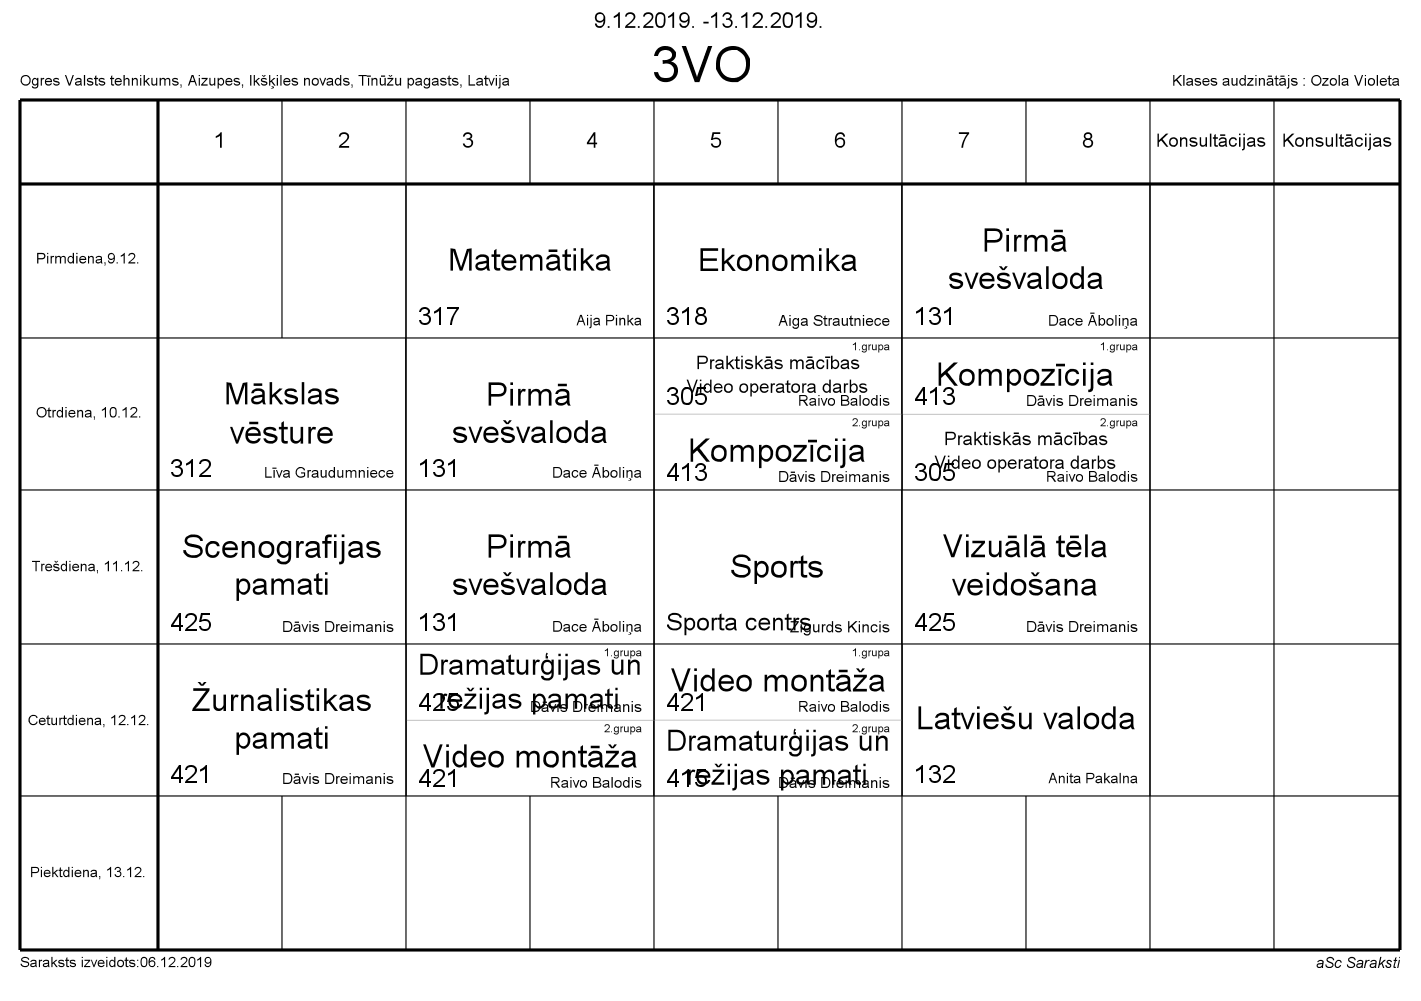 9.12.2019. -13.12.2019.
3VO
Ogres Valsts tehnikums, Aizupes, Ikšķiles novads, Tīnūžu pagasts, Latvija
Klases audzinātājs : Ozola Violeta
1 2 3 4 5 6 7 8 Konsultācijas Konsultācijas
Pirmdiena,9.12.
Matemātika
317 Aija Pinka
Ekonomika
318 Aiga Strautniece
Pirmā
svešvaloda
131 Dace Āboliņa
Otrdiena, 10.12.
Mākslas
vēsture
312 Līva Graudumniece
Pirmā
svešvaloda
131 Dace Āboliņa
1.grupa
Praktiskās mācības
Video operatora darbs
305 Raivo Balodis
2.grupa
Kompozīcija
413 Dāvis Dreimanis
1.grupa
Kompozīcija
413 Dāvis Dreimanis
2.grupa
Praktiskās mācības
Video operatora darbs
305 Raivo Balodis
Trešdiena, 11.12.
Scenografijas
pamati
425 Dāvis Dreimanis
Pirmā
svešvaloda
131 Dace Āboliņa
Sports
Sporta centrs Zigurds Kincis
Vizuālā tēla
veidošana
425 Dāvis Dreimanis
Ceturtdiena, 12.12.
Žurnalistikas
pamati
421 Dāvis Dreimanis
1.grupa
Dramaturģijas un
režijas pamati
425 Dāvis Dreimanis
2.grupa
Video montāža
421 Raivo Balodis
1.grupa
Video montāža
421 Raivo Balodis
2.grupa
Dramaturģijas un
režijas pamati
415 Dāvis Dreimanis
Latviešu valoda
132 Anita Pakalna
Piektdiena, 13.12.
Saraksts izveidots:06.12.2019
aSc Saraksti